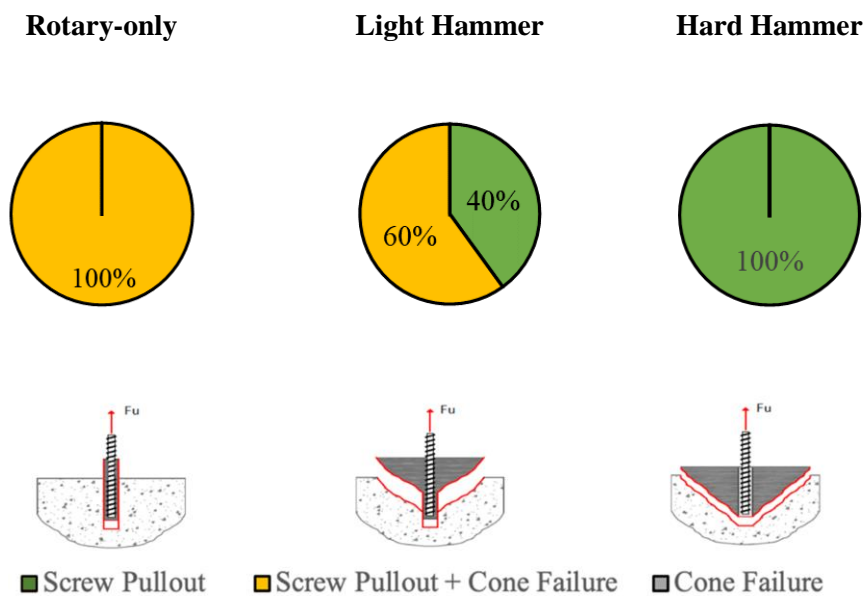 Rotary-only Light Hammer Hard Hammer
40%
60%
100% 100%
Fu Fu Fu
Screw Pullout Screw Pullout + Cone Failure Cone Failure